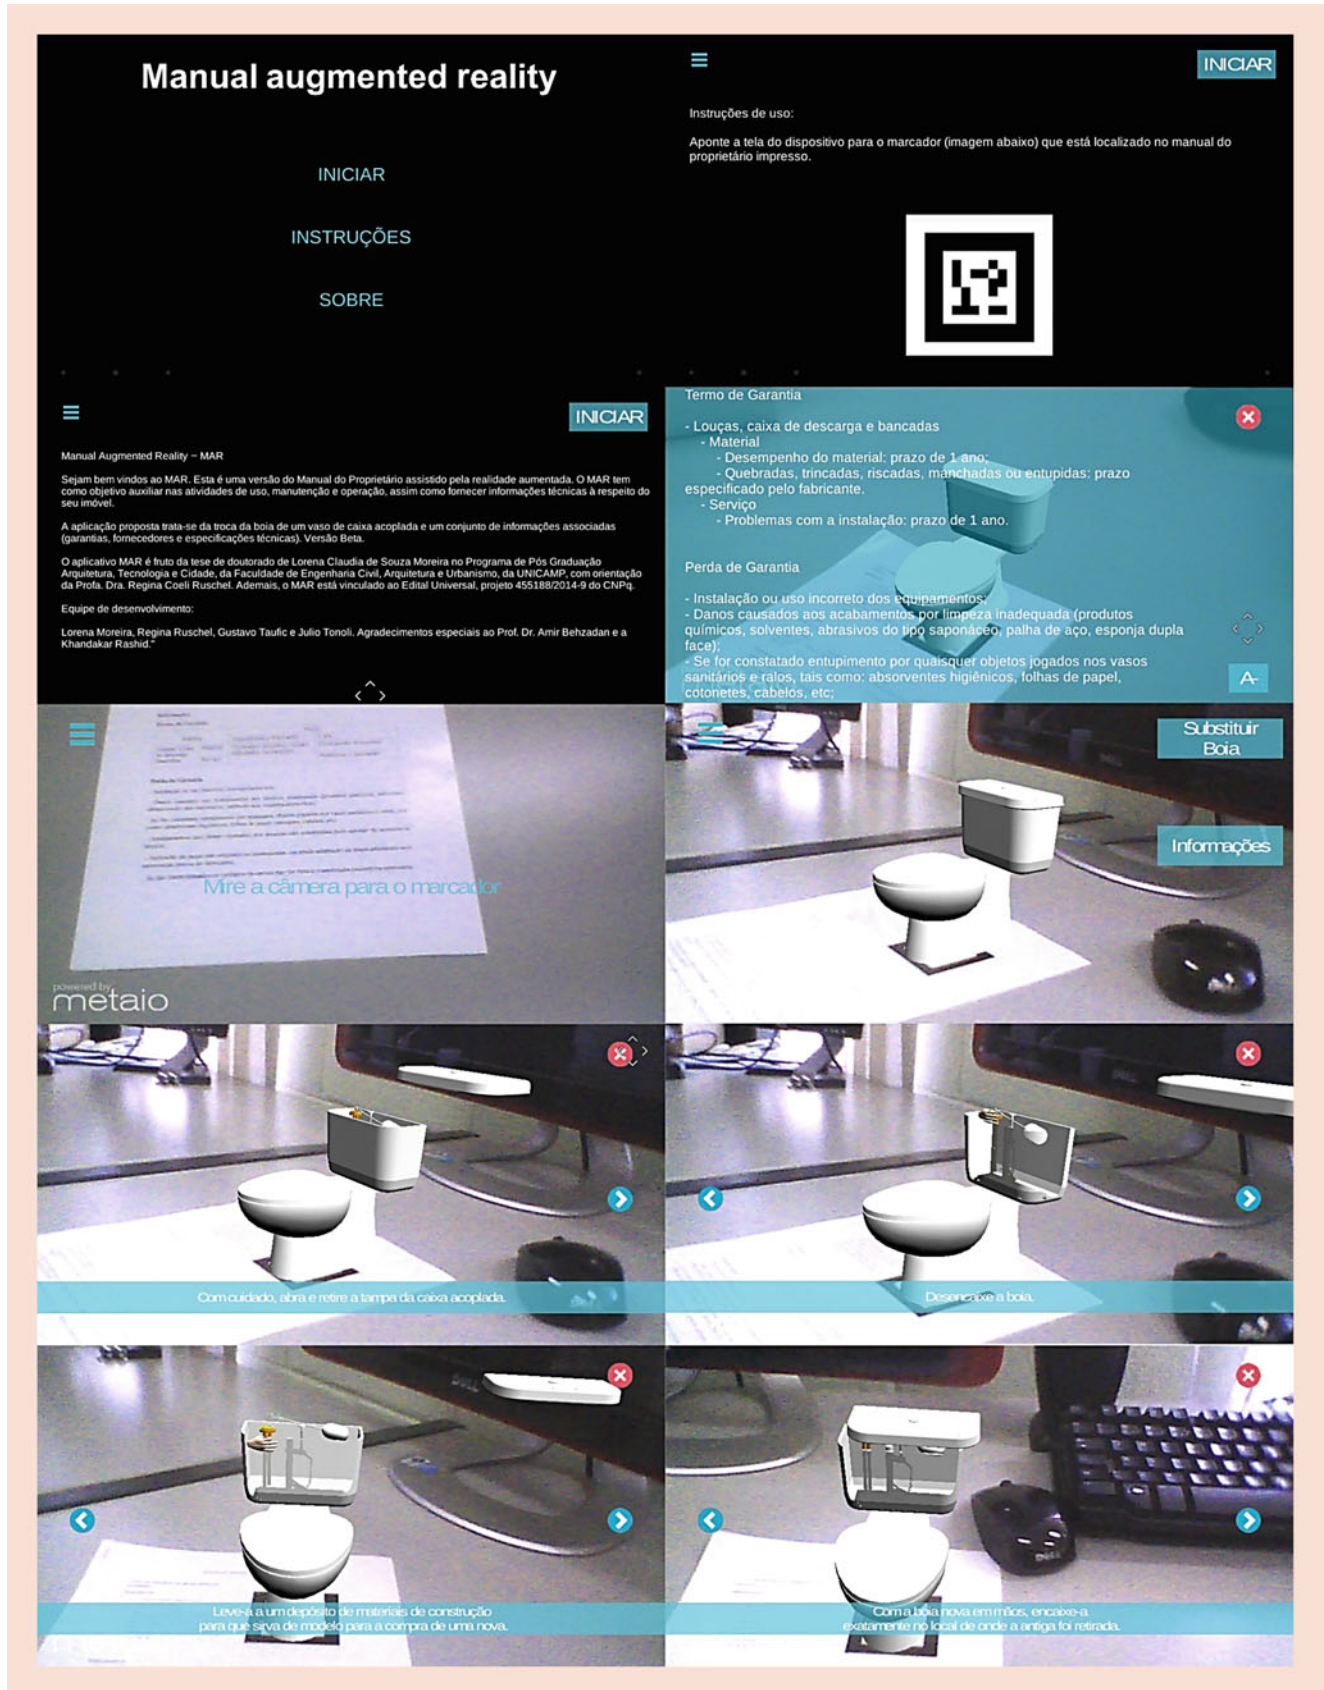 Manual augmented reality
INICIAR
INSTRUÇÕES
SOBRE
INICIAR
Instruções de uso:
Aponte a tela do dispositivo para o marcador (imagem abaixo) que está localizado no manual do
proprietário impresso.
INICIAR
Manual Augmented Reality – MAR
Sejam bem vindos ao MAR. Esta é uma versão do Manual do Proprietário assistido pela realidade aumentada. O MAR tem
como objetivo auxiliar nas atividades de uso, manutenção e operação, assim como fornecer informações técnicas à respeito do
seu imóvel.
A aplicação proposta trata-se da troca da boia de um vaso de caixa acoplada e um conjunto de informações associadas
(garantias, fornecedores e especificações técnicas). Versão Beta.
O aplicativo MAR é fruto da tese de doutorado de Lorena Claudia de Souza Moreira no Programa de Pós Graduação
Arquitetura, Tecnologia e Cidade, da Faculdade de Engenharia Civil, Arquitetura e Urbanismo, da UNICAMP, com orientação
da Profa. Dra. Regina Coeli Ruschel. Ademais, o MAR está vinculado ao Edital Universal, projeto 455188/2014-9 do CNPq.
Equipe de desenvolvimento:
Lorena Moreira, Regina Ruschel, Gustavo Taufic e Julio Tonoli. Agradecimentos especiais ao Prof. Dr. Amir Behzadan e a
Khandakar Rashid."
Termo de Garantia
- Louças, caixa de descarga e bancadas
- Material
- Desempenho do material: prazo de 1 ano;
- Quebradas, trincadas, riscadas, manchadas ou entupidas: prazo
especificado pelo fabricante.
- Serviço
- Problemas com a instalação: prazo de 1 ano.
Perda de Garantia
- Instalação ou uso incorreto dos equipamentos;
- Danos causados aos acabamentos por limpeza inadequada (produtos
químicos, solventes, abrasivos do tipo saponáceo, palha de aço, esponja dupla
face);
- Se for constatado entupimento por quaisquer objetos jogados nos vasos
sanitários e ralos, tais como: absorventes higiênicos, folhas de papel,
cotonetes, cabelos, etc;
A-
Mire a câmera para o marcador
powered by
metaio
Substituir
Boia
Informações
Com cuidado, abra e retire a tampa da caixa acoplada.
DELL
Desencaixe a boia.
DELL
Leve-a a um depósito de materiais de construção
para que sirva de modelo para a compra de uma nova.
DELL
Com a bóia nova em mãos, encaixe-a
exatamente no local de onde a antiga foi retirada.